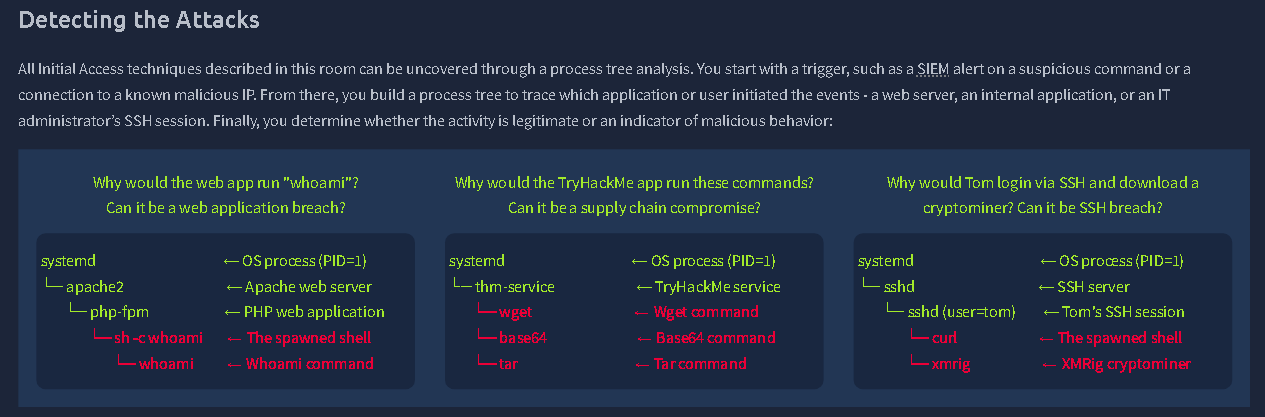 Detecting the Attacks
All Initial Access techniques described in this room can be uncovered through a process tree analysis. You start with a trigger, such as a SIEM alert on a suspicious command or a
connection to a known malicious IP. From there, you build a process tree to trace which application or user initiated the events - a web server, an internal application, or an IT
administrator's SSH session. Finally, you determine whether the activity is legitimate or an indicator of malicious behavior:
Why would the web app run "whoami"?
Can it be a web application breach?
systemd ← OS process (PID=1)
└─ apache2 ← Apache web server
└─ php-fpm ← PHP web application
└─ sh -c whoami ← The spawned shell
└─ whoami ← Whoami command
Why would the TryHackMe app run these commands?
Can it be a supply chain compromise?
systemd ← OS process (PID=1)
└─ thm-service ← TryHackMe service
└─ wget ← Wget command
└─ base64 ← Base64 command
└─ tar ← Tar command
Why would Tom login via SSH and download a
cryptominer? Can it be SSH breach?
systemd ← OS process (PID=1)
└─ sshd ← SSH server
└─ sshd (user=tom) ← Tom's SSH session
└─ curl ← The spawned shell
└─ xmrig ← XMRig cryptominer